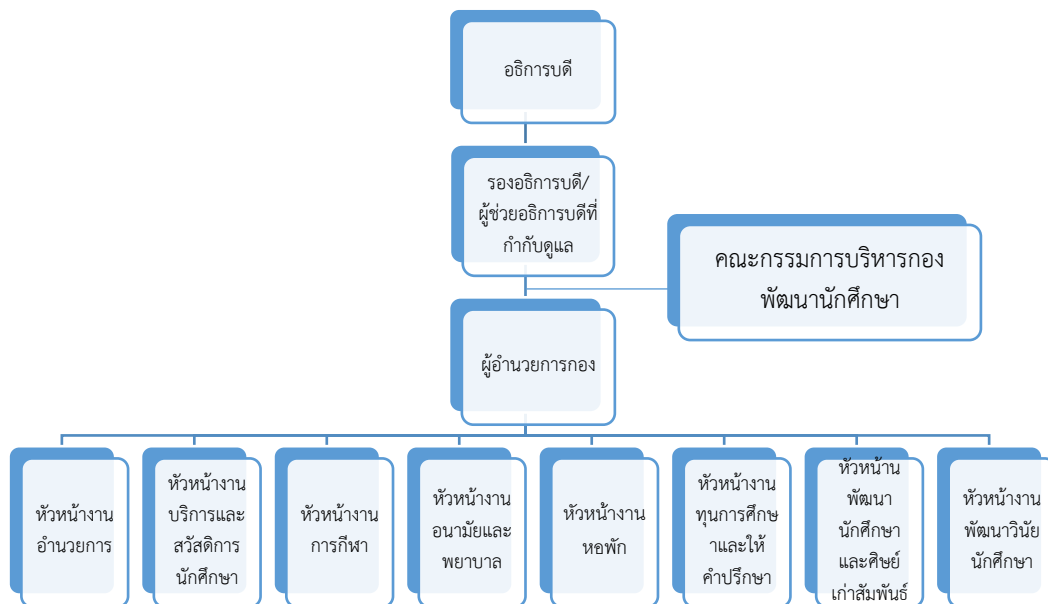 อธิการบดี
รองอธิการบดี/
ผู้ช่วยอธิการบดีที่
กำกับดูแล
คณะกรรมการบริหารกอง
พัฒนานักศึกษา
ผู้อำนวยการกอง
หัวหน้างาน
อำนวยการ
หัวหน้างาน
บริการและ
สวัสดิการ
นักศึกษา
หัวหน้างาน
การกีฬา
หัวหน้างาน
อนามัยและ
พยาบาล
หัวหน้างาน
หอพัก
หัวหน้างาน
ทุนการศึกษ
าและให้
คำปรึกษา
หัวหน้าน
พัฒนา
นักศึกษา
และศิษย์
เก่าสัมพันธ์
หัวหน้างาน
พัฒนาวินัย
นักศึกษา